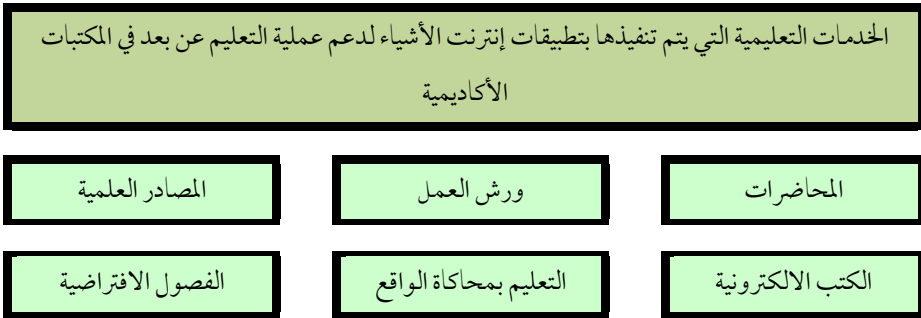 الخدمات التعليمية التي يتم تنفيذها بتطبيقات إنترنت الأشياء لدعم عملية التعليم عن بعد في المكتبات
الأكاديمية
المحاضرات
ورش العمل
المصادر العلمية
الكتب الالكترونية
التعليم بمحاكاة الواقع
الفصول الافتراضية